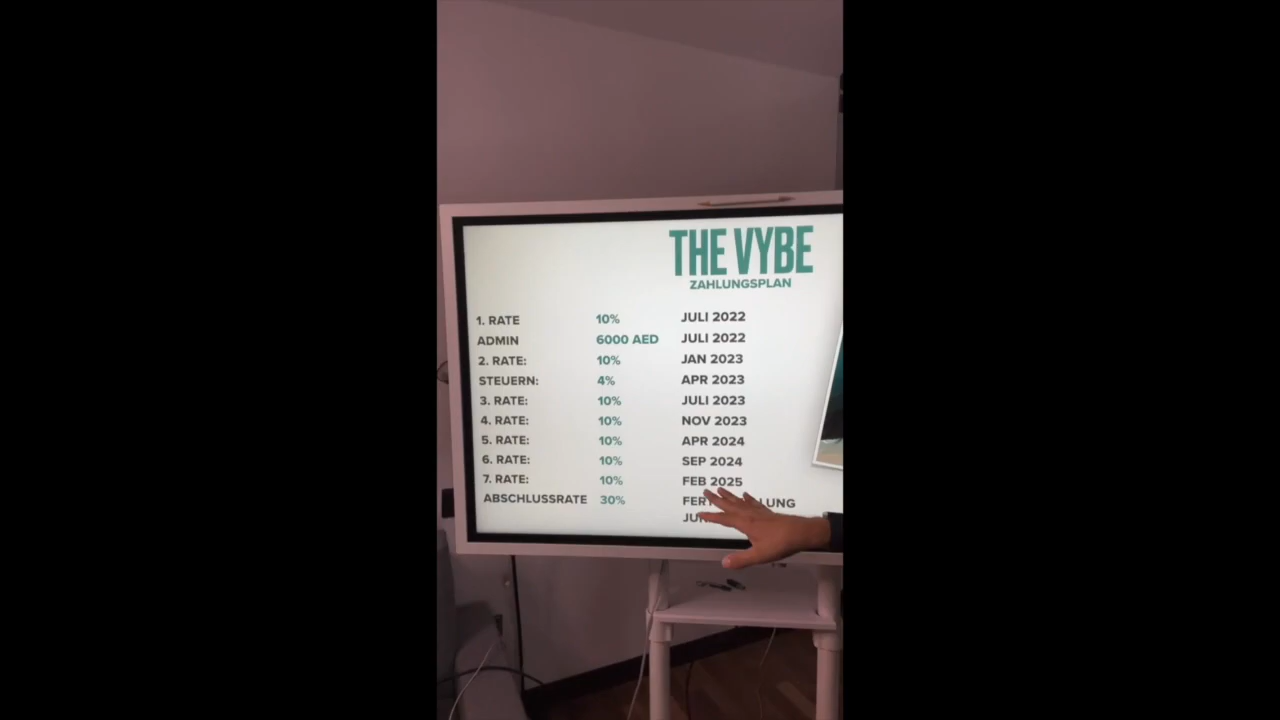 THE VYBE
ZAHLUNGSPLAN
1. RATE 10% JULI 2022
ADMIN 6000 AED JULI 2022
2. RATE: 10% JAN 2023
STEUERN: 4% APR 2023
3. RATE: 10% JULI 2023
4. RATE: 10% NOV 2023
5. RATE: 10% APR 2024
6. RATE: 10% SEP 2024
7. RATE: 10% FEB 2025
ABSCHLUSSRATE 30%